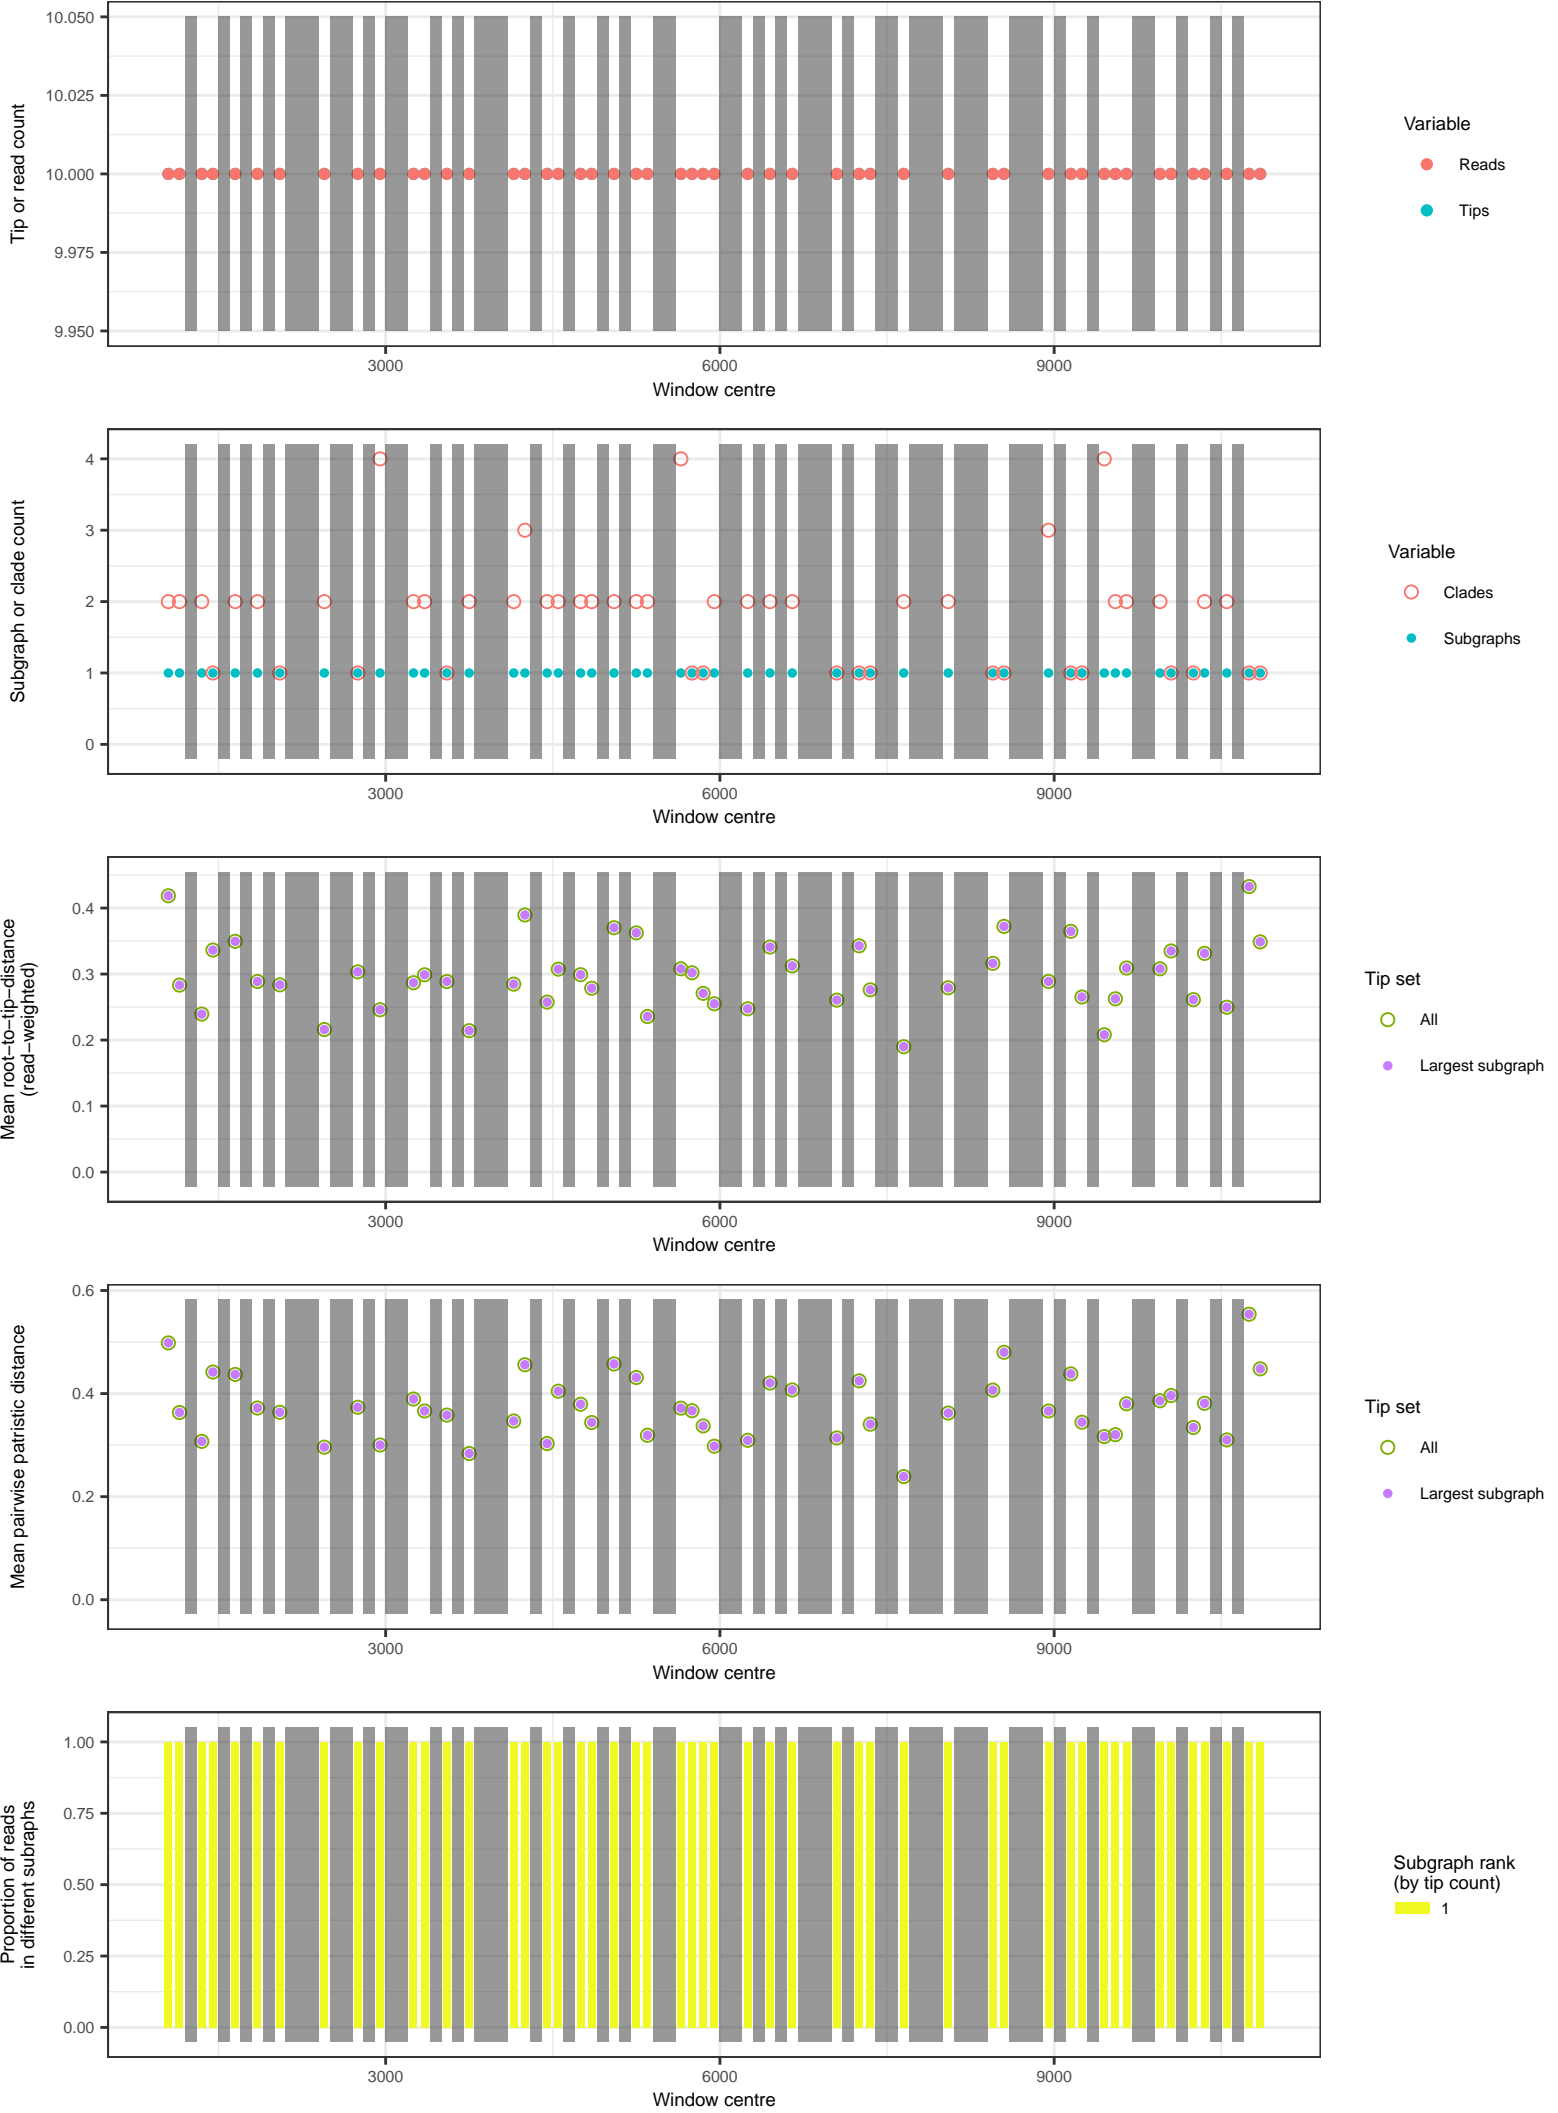 10.050
10.025
10.000
9.975
9.950
Tip or read count
3000
6000
9000
Window centre
Variable
Reads
Tips
4
3
2
1
0
Subgraph or clade count
3000
6000
9000
Window centre
Variable
Clades
Subgraphs
0.4
0.3
0.2
0.1
0.0
Mean root−to−tip−distance
(read−weighted)
3000
6000
9000
Window centre
Tip set
All
Largest subgraph
0.6
0.4
0.2
0.0
Mean pairwise patristic distance
3000
6000
9000
Window centre
Tip set
All
Largest subgraph
1.00
0.75
0.50
0.25
0.00
Proportion of reads
in different subraphs
3000
6000
9000
Window centre
Subgraph rank
(by tip count)
1